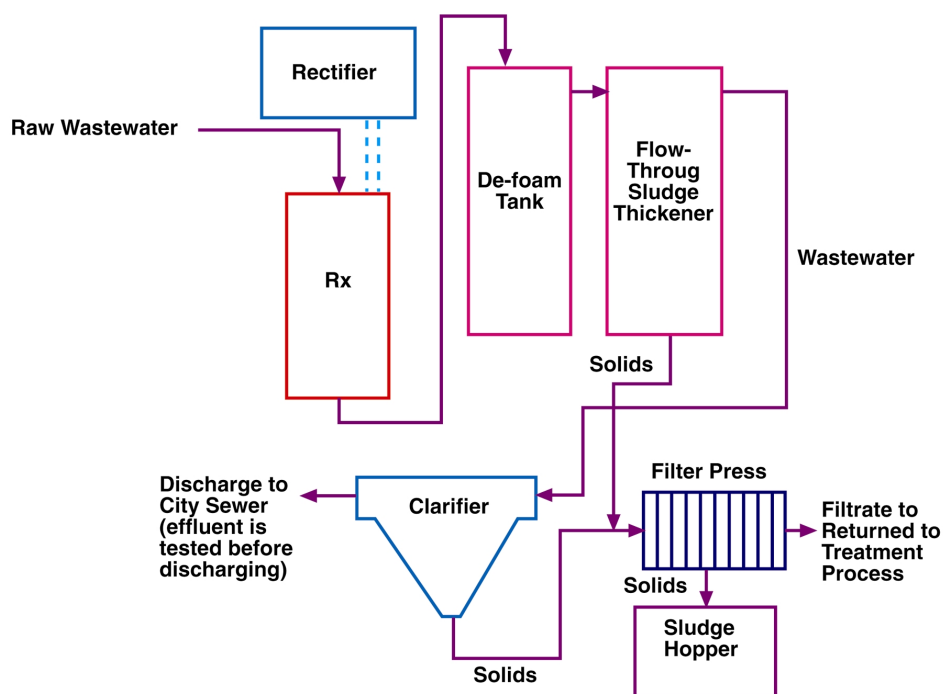 Rectifier
Raw Wastewater
Rx
De-foam
Tank
Flow-
Throug
Sludge
Thickener
Wastewater
Solids
Discharge to
City Sewer
(effluent is
tested before
discharging)
Clarifier
Solids
Filter Press
Filtrate to
Returned to
Treatment
Process
Solids
Sludge
Hopper